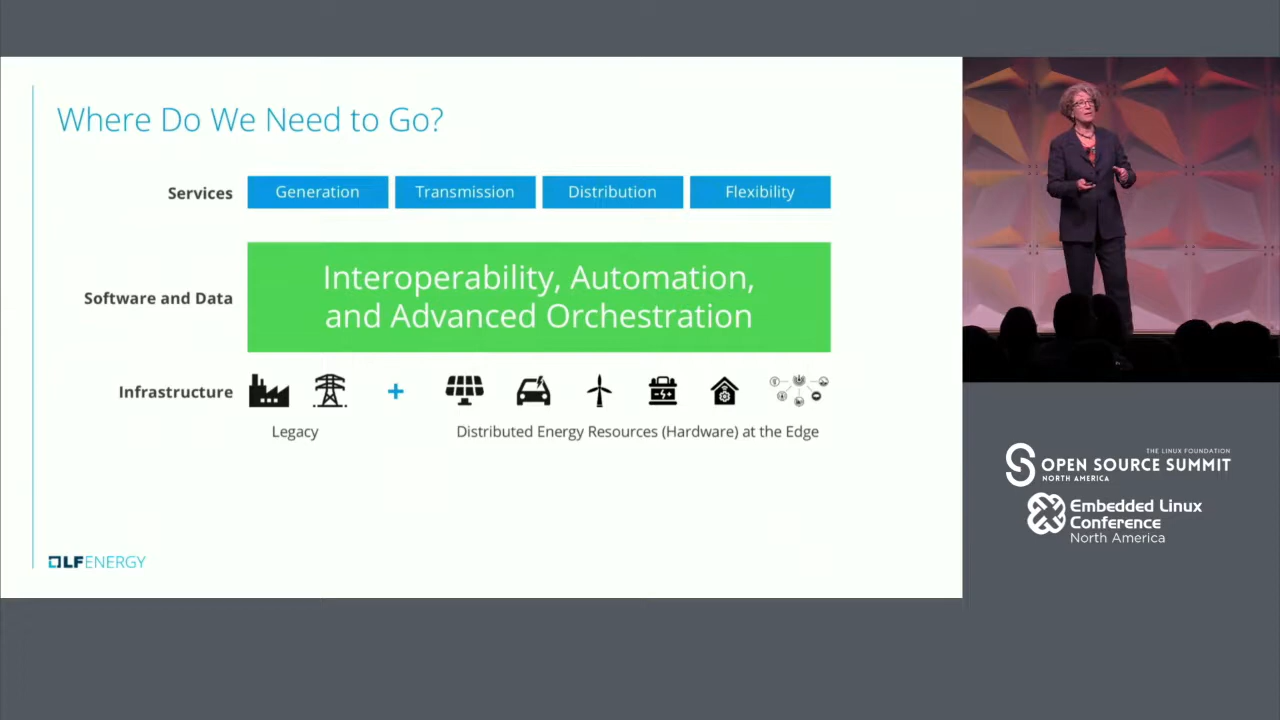 Where Do We Need to Go?
Services
Generation
Transmission
Distribution
Flexibility
Software and Data
Interoperability, Automation,
and Advanced Orchestration
Infrastructure
Legacy
Distributed Energy Resources (Hardware) at the Edge
LFENERGY
THE LINUX FOUNDATION
OPEN SOURCE SUMMIT
NORTH AMERICA
Embedded Linux
Conference
North America